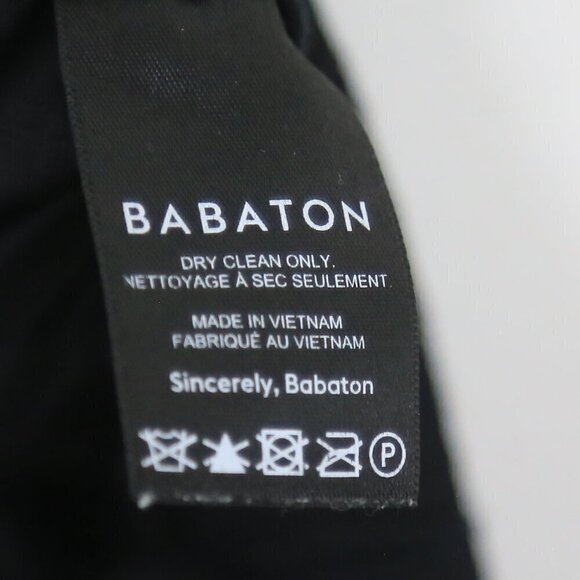 BABATON
DRY CLEAN ONLY.
NETTOYAGE À SEC SEULEMENT
MADE IN VIETNAM
FABRIQUÉ AU VIETNAM
Sincerely, Babaton
P